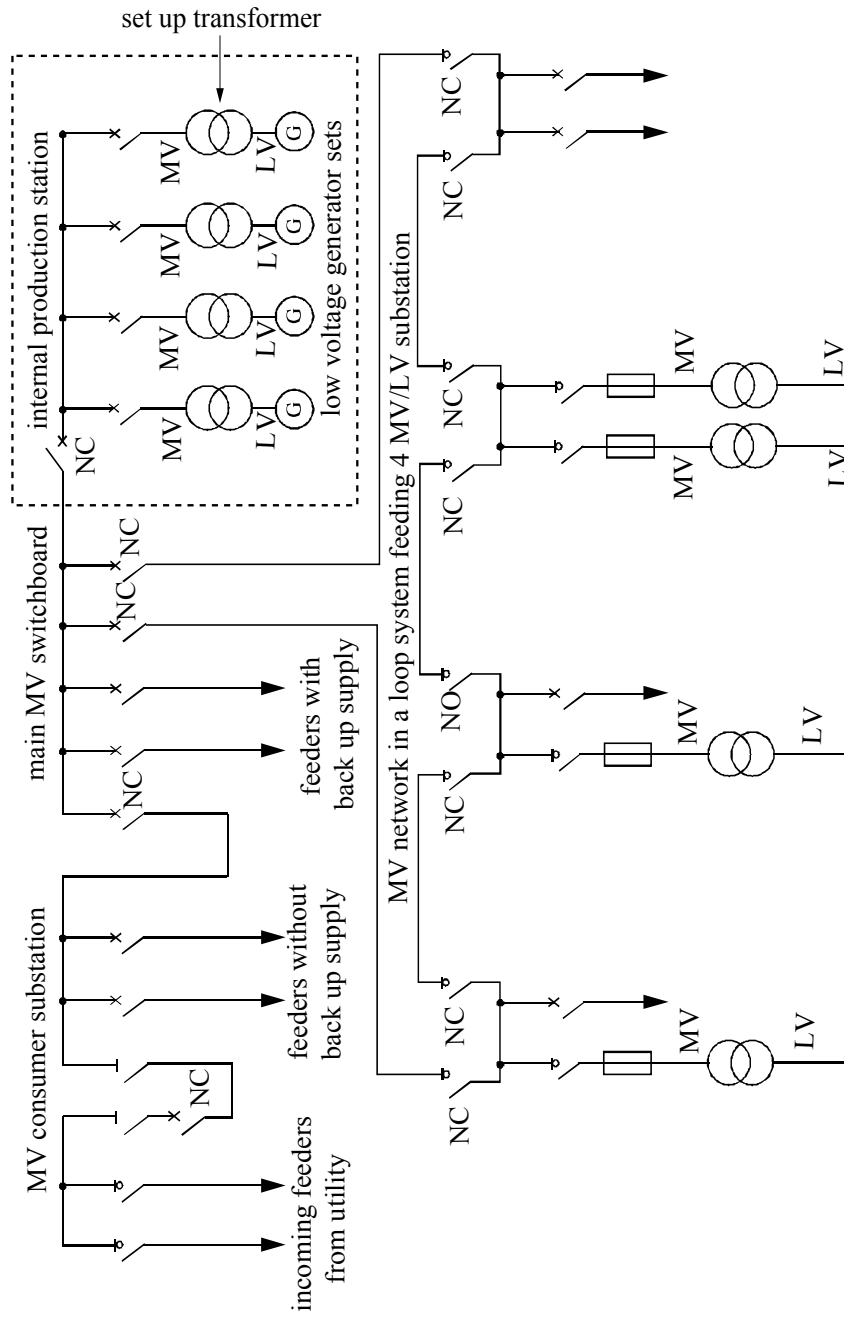 set up transformer
internal production station
MV
LV
G
MV
LV
G
MV
LV
G
MV
LV
G
low voltage generator sets
NC
main MV switchboard
NC
NC
NC
feeders with
back up supply
MV consumer substation
feeders without
back up supply
NC
incoming feeders
from utility
MV network in a loop system feeding 4 MV/LV substation
NC
NC
NC
NC
MV
LV
MV
LV
NO
NC
MV
LV
NC
NC
MV
LV